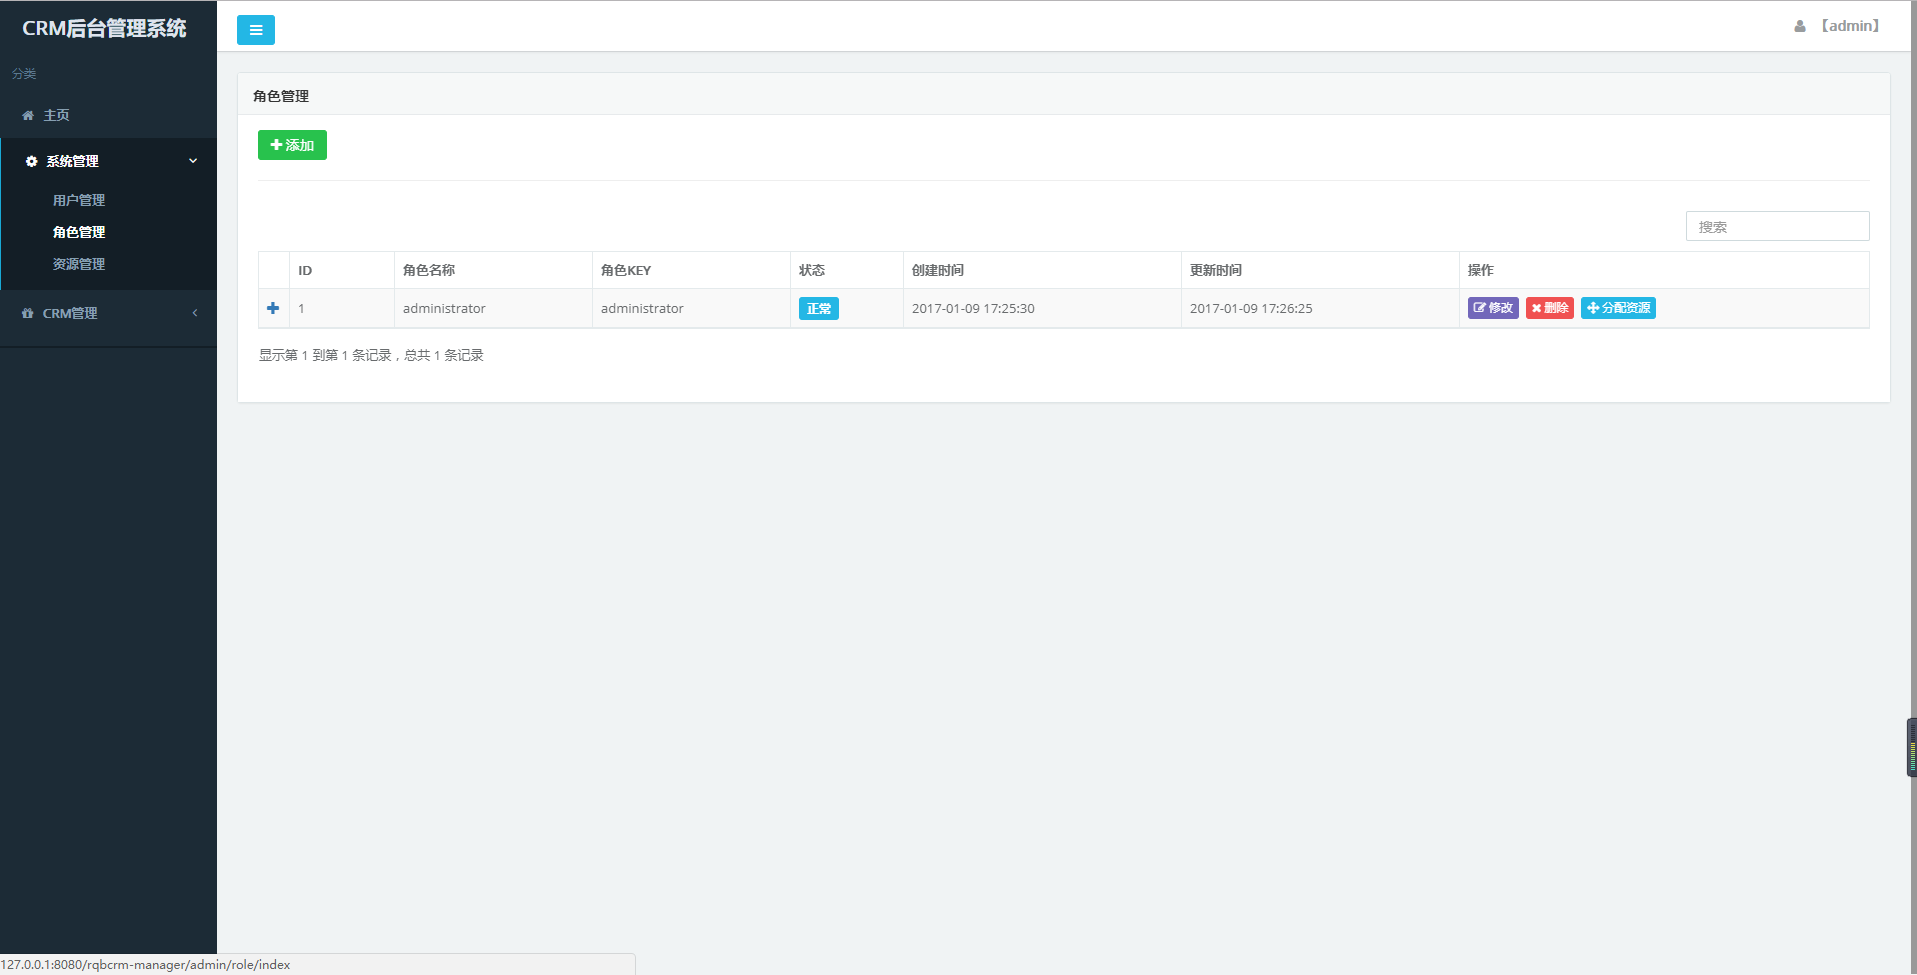 CRM后台管理系统
【admin】
分类
主页
系统管理
用户管理
角色管理
资源管理
CRM管理
角色管理
添加
搜索
ID 角色名称 角色KEY 状态 创建时间 更新时间 操作
1 administrator administrator 正常 2017-01-09 17:25:30 2017-01-09 17:26:25 修改 删除 分配资源
显示第 1 到第 1 条记录，总共 1 条记录
127.0.0.1:8080/rqbcrm-manager/admin/role/index